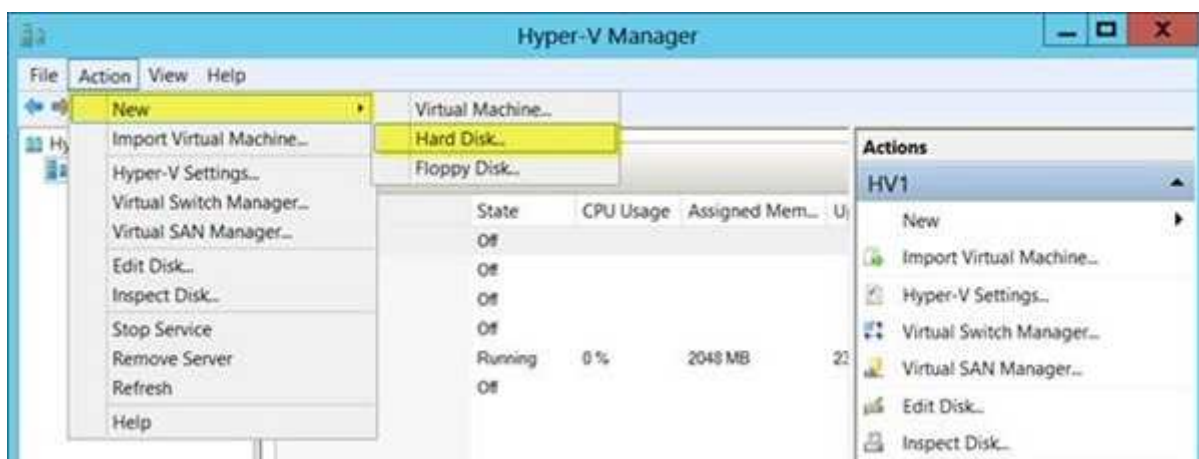 Hyper-V Manager
File Action View Help
New
Import Virtual Machine...
Hyper-V Settings...
Virtual Switch Manager...
Virtual SAN Manager...
Edit Disk...
Inspect Disk...
Stop Service
Remove Server
Refresh
Help
Virtual Machine...
Hard Disk...
Floppy Disk...
Hy
State CPU Usage Assigned Mem...
Off
Off
Off
Off
Running 0 % 2048 MB 23
Off
Actions
HV1
New
Import Virtual Machine...
Hyper-V Settings...
Virtual Switch Manager...
Virtual SAN Manager...
Edit Disk...
Inspect Disk...